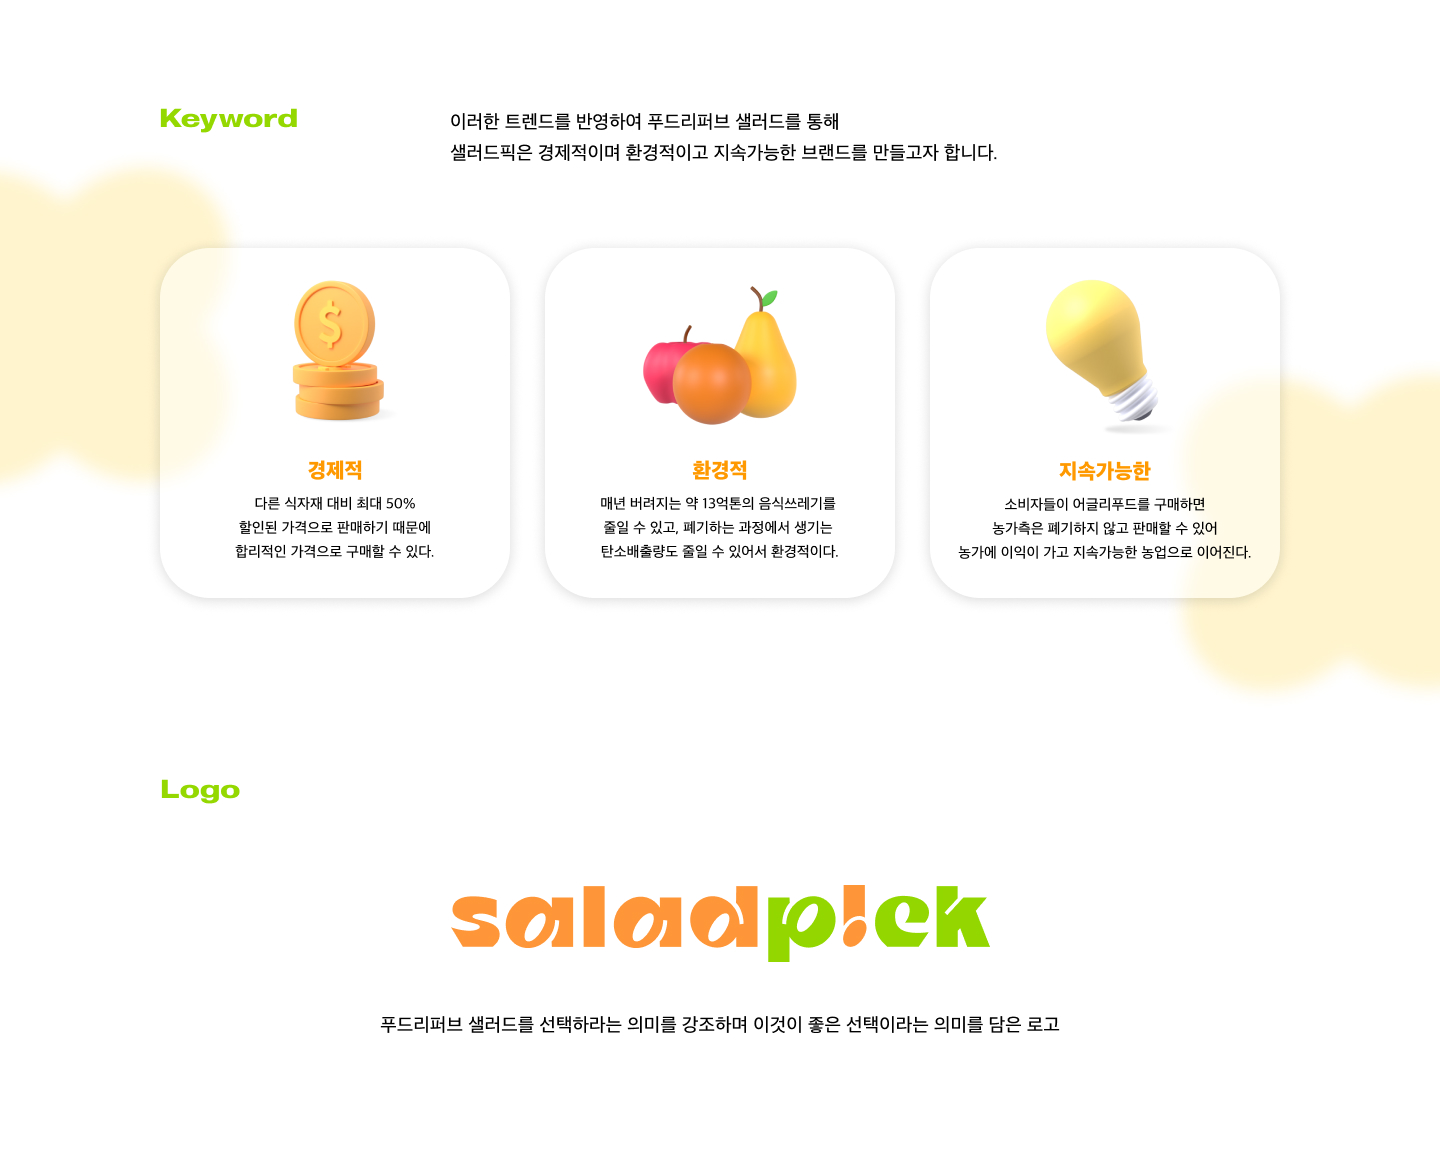 Keyword
이러한 트렌드를 반영하여 푸드리퍼브 샐러드를 통해
샐러드픽은 경제적이며 환경적이고 지속가능한 브랜드를 만들고자 합니다.
경제적
다른 식자재 대비 최대 50%
할인된 가격으로 판매하기 때문에
합리적인 가격으로 구매할 수 있다.
환경적
매년 버려지는 약 13억톤의 음식쓰레기를
줄일 수 있고, 폐기하는 과정에서 생기는
탄소배출량도 줄일 수 있어서 환경적이다.
지속가능한
소비자들이 어글리푸드를 구매하면
농가측은 폐기하지 않고 판매할 수 있어
농가에 이익이 가고 지속가능한 농업으로 이어진다.
Logo
saladp!ck
푸드리퍼브 샐러드를 선택하라는 의미를 강조하며 이것이 좋은 선택이라는 의미를 담은 로고